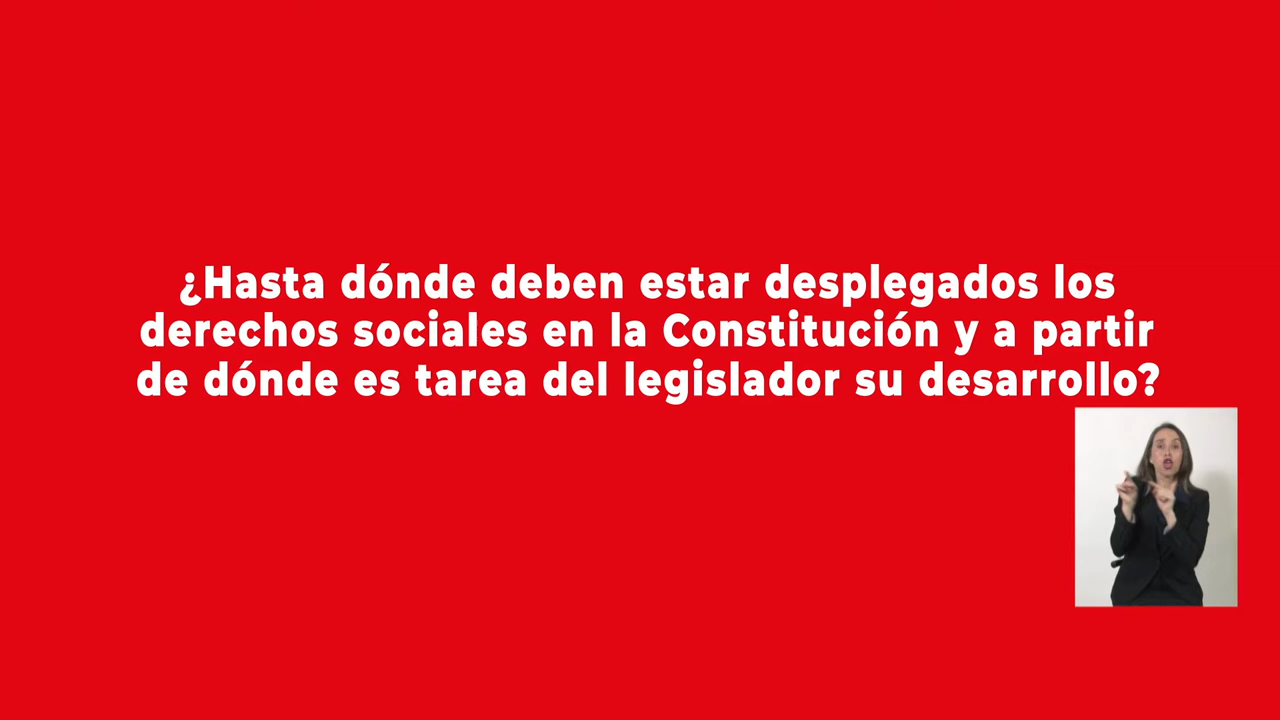 ¿Hasta dónde deben estar desplegados los
derechos sociales en la Constitución y a partir
de dónde es tarea del legislador su desarrollo?